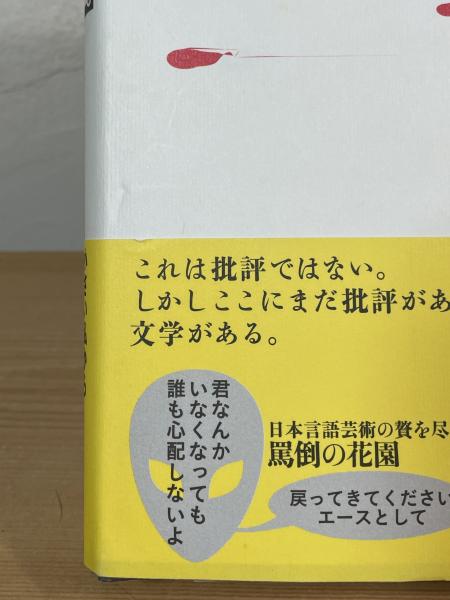 これは批評ではない。
しかしここにまだ批評があ
文学がある。
君なんか
いなくなっても
誰も心配しないよ
日本言語芸術の贅を尽
罵倒の花園
戻ってきてください
エースとして